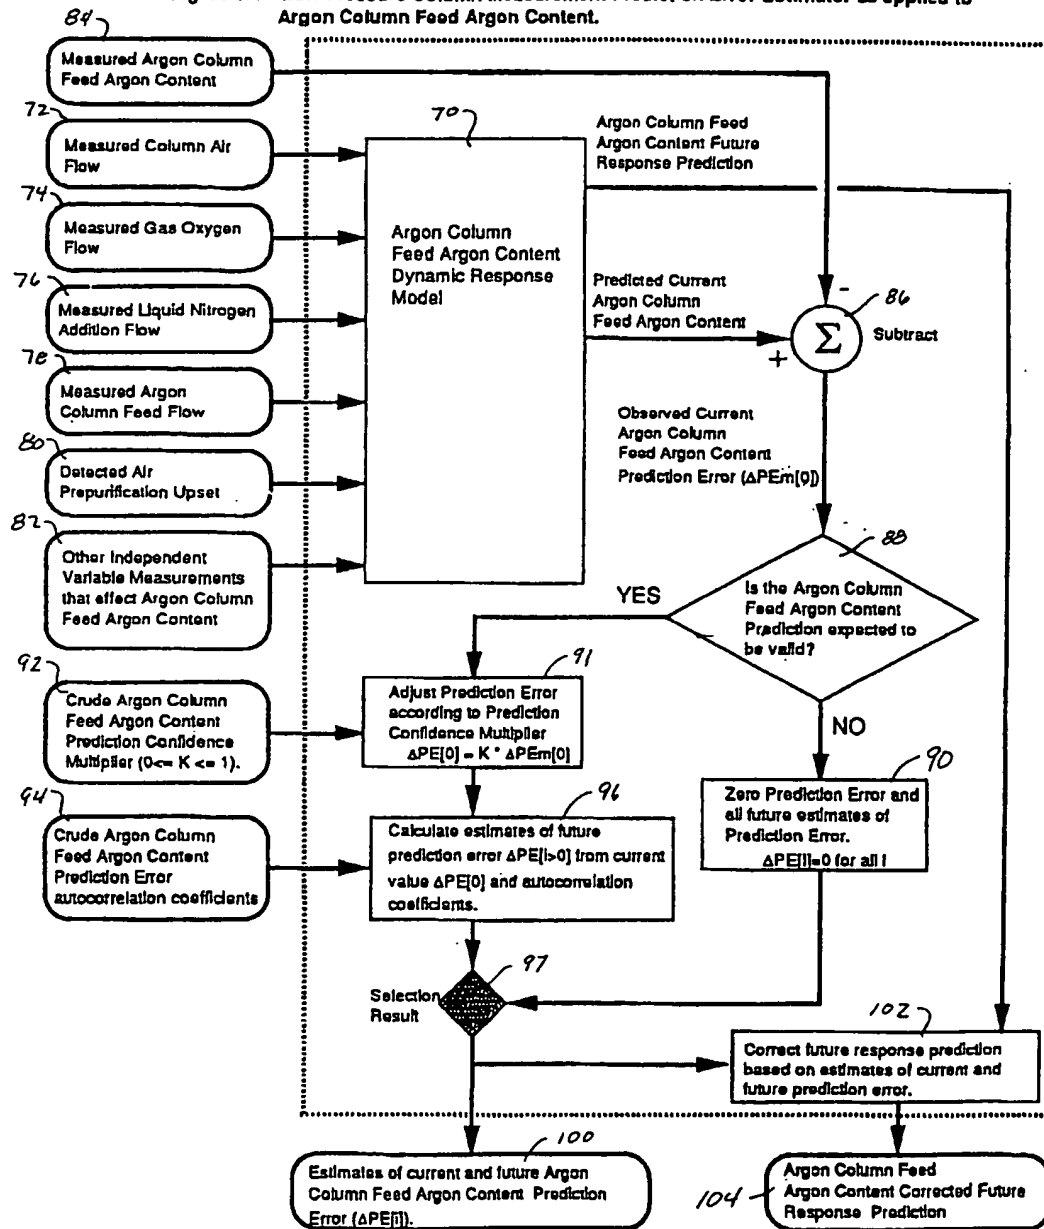 Column Measurement
Estimator as applied to
Argon Column Feed Argon Content.
84
Measured Argon Column
Feed Argon Content
72
Measured Column Air
Flow
74
Measured Gas Oxygen
Flow
76
Measured Liquid Nitrogen
Addition Flow
78
Measured Argon
Column Feed Flow
80
Detected Air
Prepurification Upset
82
Other Independent
Variable Measurements
that effect Argon Column
Feed Argon Content
92
Crude Argon Column
Feed Argon Content
Prediction Confidence
Multiplier (0<= K <= 1).
94
Crude Argon Column
Feed Argon Content
Prediction Error
autocorrelation coefficients
70
Argon Column
Feed Argon Content
Dynamic Response
Model
Argon Column Feed
Argon Content Future
Response Prediction
Predicted Current
Argon Column
Feed Argon Content
-
+
Σ
86
Subtract
Observed Current
Argon Column
Feed Argon Content
Prediction Error (ΔPEm[0])
88
Is the Argon Column
Feed Argon Content
Prediction expected to
be valid?
YES
NO
91
Adjust Prediction Error
according to Prediction
Confidence Multiplier
ΔPE[0] = K * ΔPEm[0]
90
Zero Prediction Error and
all future estimates of
Prediction Error.
ΔPE[i]=0 for all i
96
Calculate estimates of future
prediction error ΔPE[i>0] from current
value ΔPE[0] and autocorrelation
coefficients.
97
Selection
Result
102
Correct future response prediction
based on estimates of current and
future prediction error.
100
Estimates of current and future Argon
Column Feed Argon Content Prediction
Error (ΔPE[i]).
104
Argon Column Feed
Argon Content Corrected Future
Response Prediction